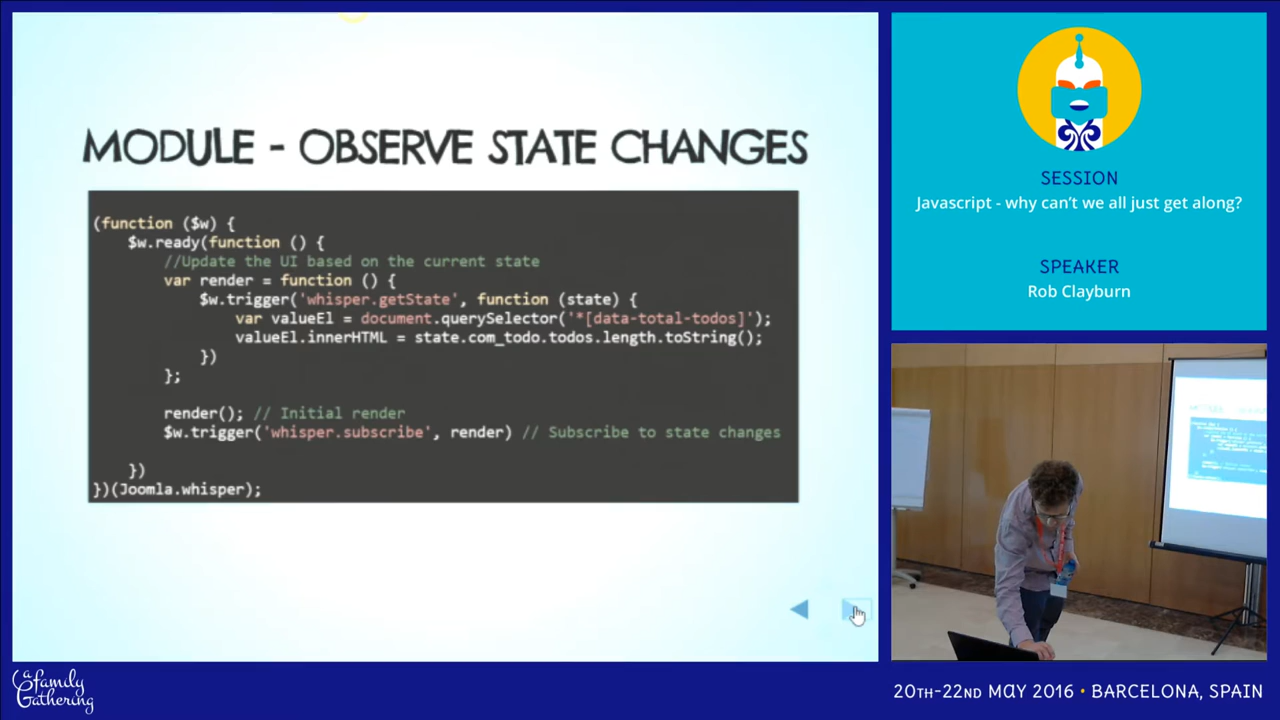 MODULE - OBSERVE STATE CHANGES
(function ($w) {
$w.ready(function () {
//Update the UI based on the current state
var render = function () {
$w.trigger('whisper.getState', function (state) {
var valueEl = document.querySelector('*[data-total-todos]');
valueEl.innerHTML = state.com_todo.todos.length.toString();
})
};
render(); // Initial render
$w.trigger('whisper.subscribe', render) // Subscribe to state changes
})
})(Joomla.whisper);
SESSION
Javascript - why can't we all just get along?
SPEAKER
Rob Clayburn
a family Gathering
20TH-22ND MAY 2016 • BARCELONA, SPAIN